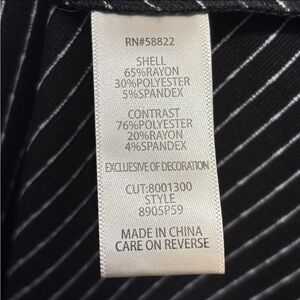 RN#58822
SHELL
65%RAYON
30%POLYESTER
5%SPANDEX
CONTRAST
76%POLYESTER
20%RAYON
4%SPANDEX
EXCLUSIVE OF DECORATION
CUT:8001300
STYLE
8905P59
MADE IN CHINA
CARE ON REVERSE